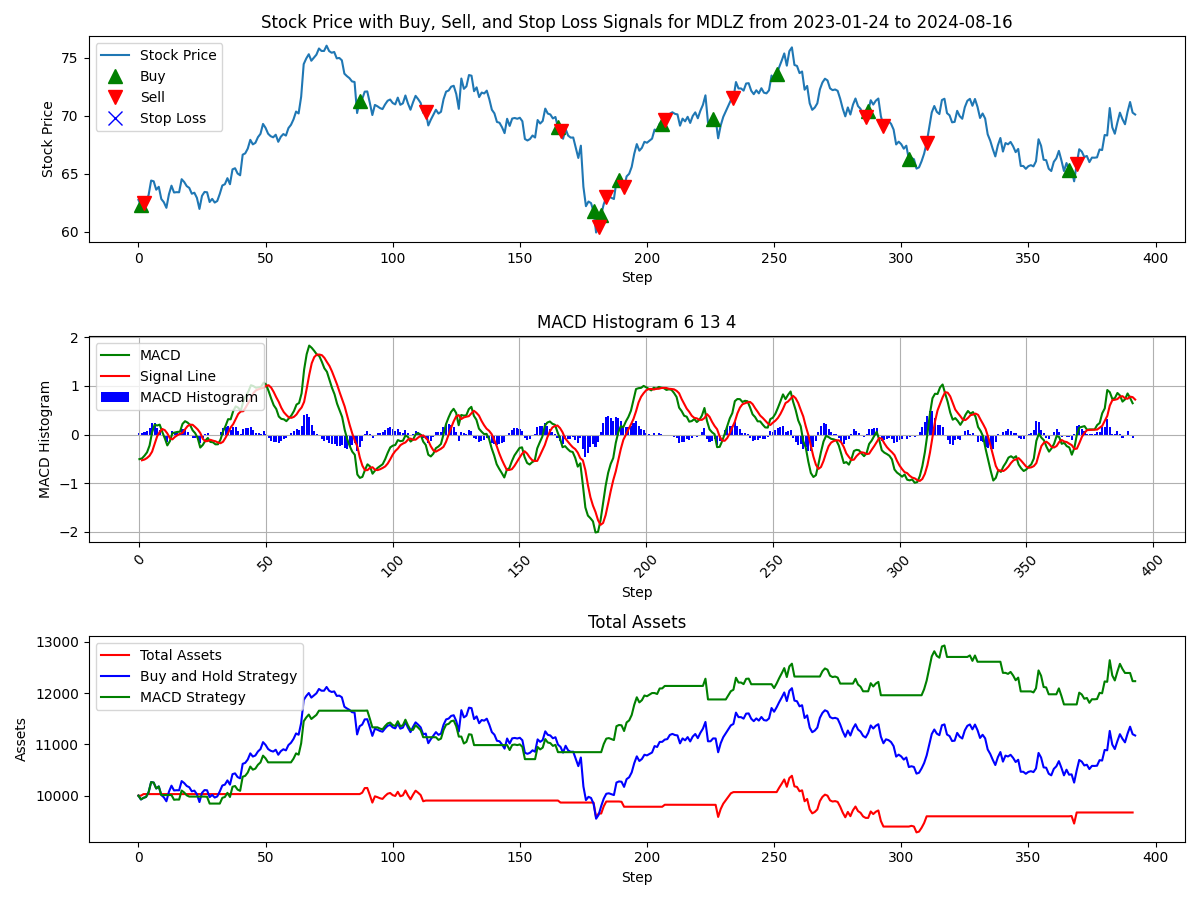 Stock Price with Buy, Sell, and Stop Loss Signals for MDLZ from 2023-01-24 to 2024-08-16
Stock Price
Buy
Sell
Stop Loss
Stock Price
75
70
65
60
0 50 100 150 200 250 300 350 400
Step
MACD Histogram 6 13 4
MACD
Signal Line
MACD Histogram
MACD Histogram
2
1
0
−1
−2
0 50 100 150 200 250 300 350 400
Step
Total Assets
Total Assets
Buy and Hold Strategy
MACD Strategy
Assets
13000
12000
11000
10000
0 50 100 150 200 250 300 350 400
Step